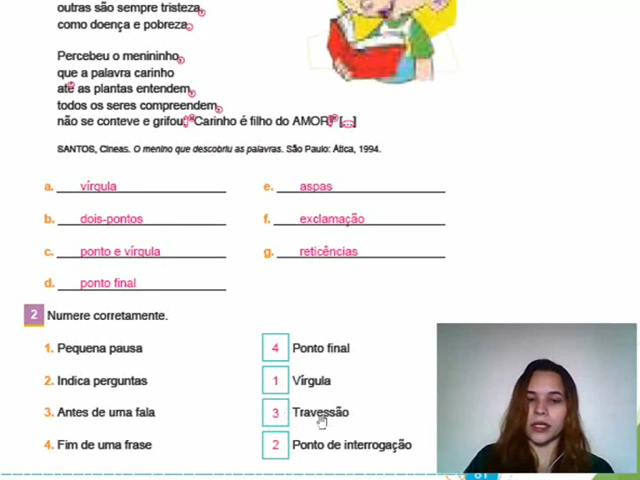 outras são sempre tristeza,
como doença e pobreza.
Percebeu o menininho,
que a palavra carinho
até as plantas entendem,
todos os seres compreendem,
não se conteve e grifou: "Carinho é filho do AMOR!" [...]
SANTOS, Cineas. O menino que descobriu as palavras. São Paulo: Ática, 1994.
a. vírgula
e. aspas
b. dois-pontos
f. exclamação
c. ponto e vírgula
g. reticências
d. ponto final
2 Numere corretamente.
1. Pequena pausa
4 Ponto final
2. Indica perguntas
1 Vírgula
3. Antes de uma fala
3 Travessão
4. Fim de uma frase
2 Ponto de interrogação